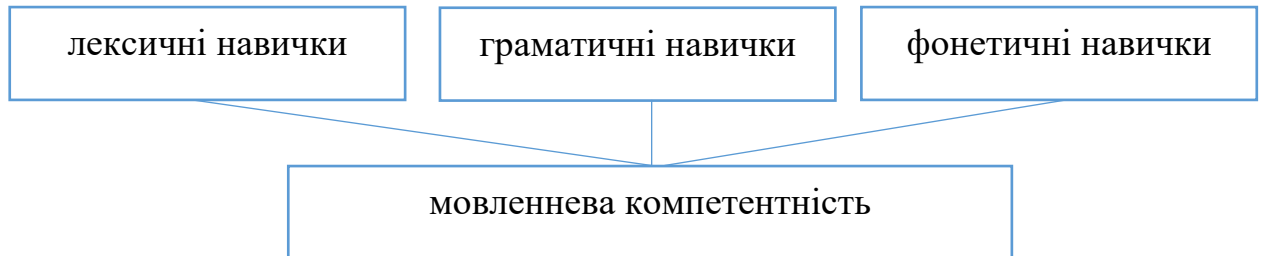 лексичні навички
граматичні навички
фонетичні навички
мовленнева компетентність